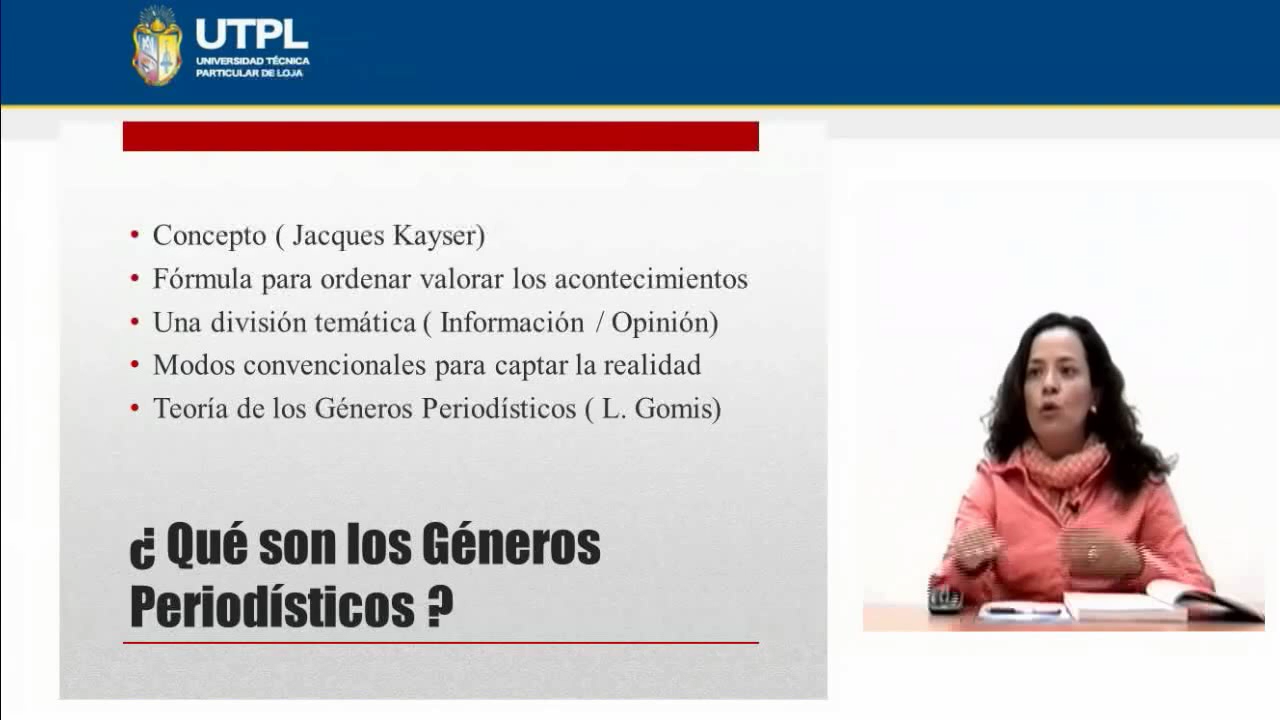 UTPL
UNIVERSIDAD TÉCNICA
PARTICULAR DE LOJA
• Concepto ( Jacques Kayser)
• Fórmula para ordenar valorar los acontecimientos
• Una división temática ( Información / Opinión)
• Modos convencionales para captar la realidad
• Teoría de los Géneros Periodísticos ( L. Gomis)
¿ Qué son los Géneros
Periodísticos ?